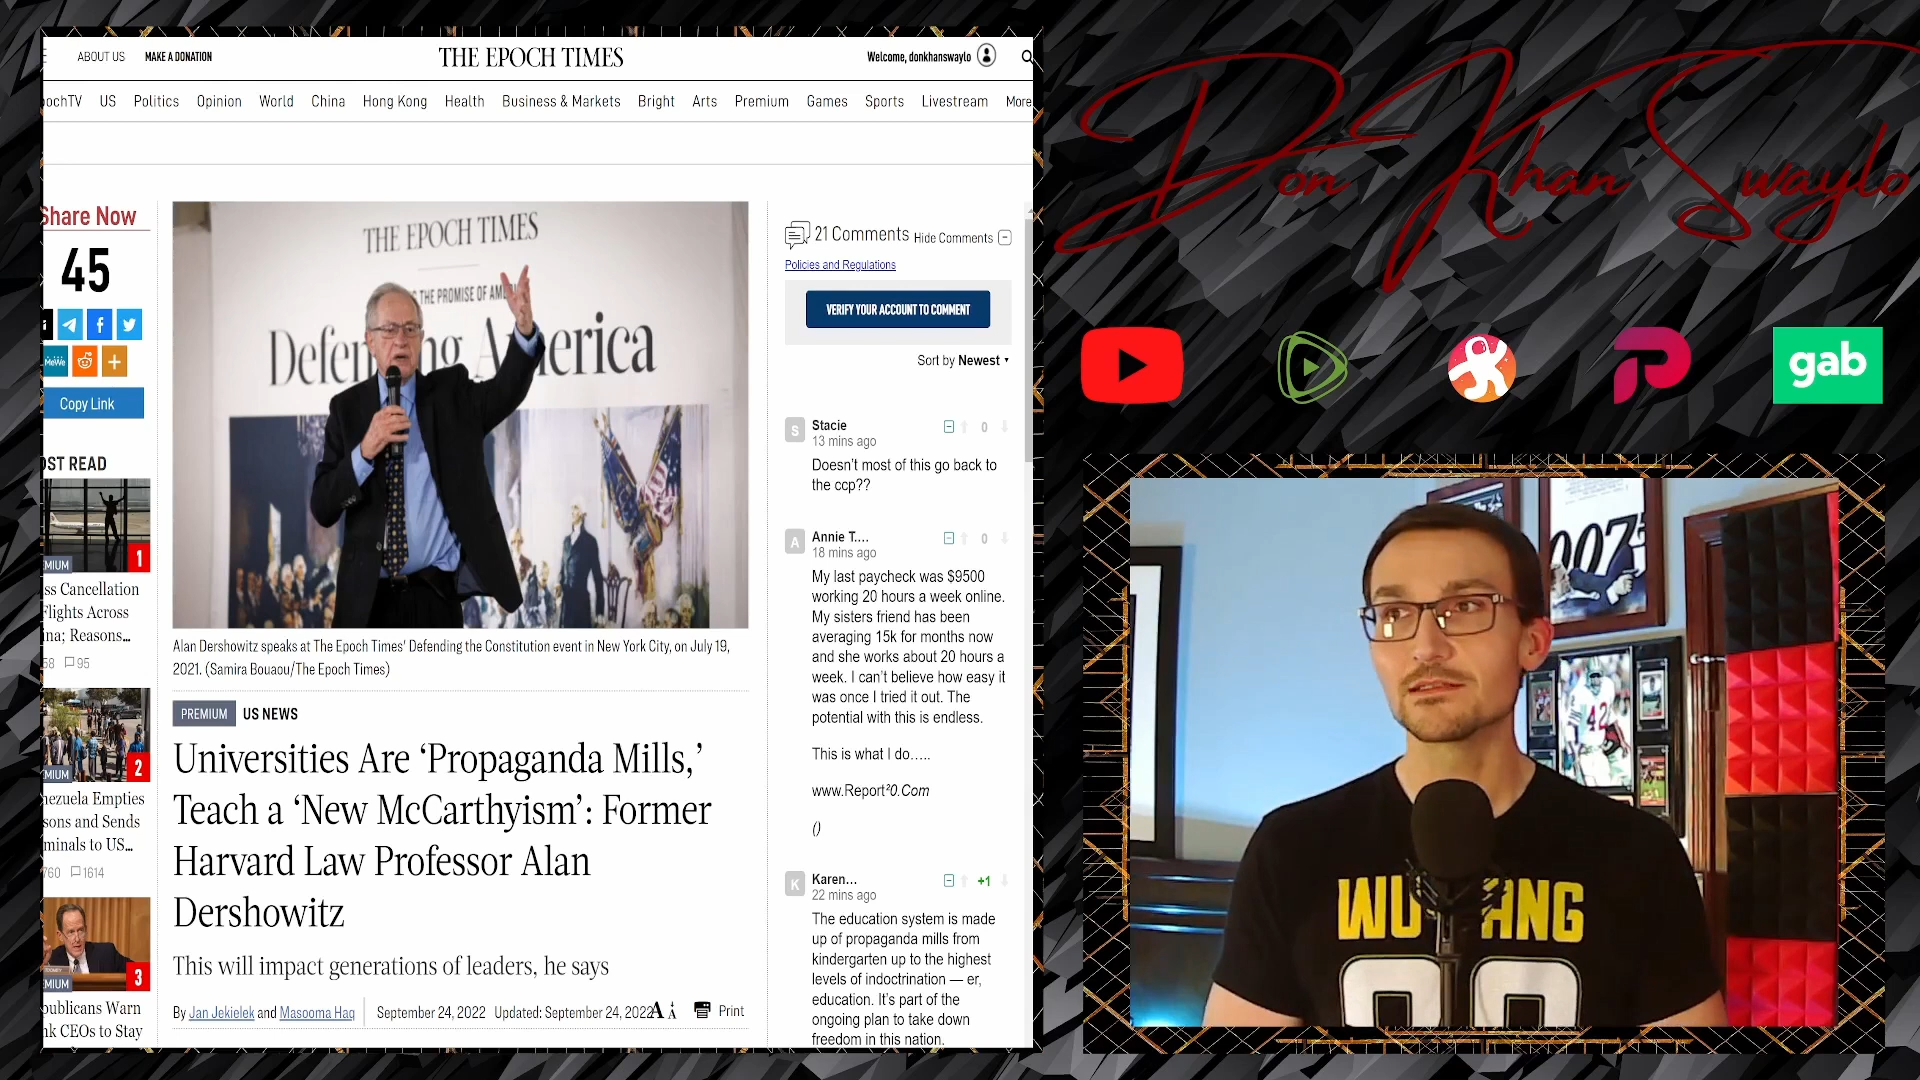 ABOUT US
MAKE A DONATION
THE EPOCH TIMES
Welcome, donkhanswaylo
ochTV US Politics Opinion World China Hong Kong Health Business & Markets Bright Arts Premium Games Sports Livestream More
Share Now
45
MeWe
Copy Link
OST READ
MIUM
1
ss Cancellation
Flights Across
ina; Reasons...
58 95
MIUM
2
nezuela Empties
sons and Sends
minals to US...
760 1614
MIUM
3
publicans Warn
nk CEOs to Stay
THE EPOCH TIMES
THE PROMISE OF AM
Defen ng A erica
Alan Dershowitz speaks at The Epoch Times' Defending the Constitution event in New York City, on July 19,
2021. (Samira Bouaou/The Epoch Times)
PREMIUM US NEWS
Universities Are ‘Propaganda Mills,’
Teach a ‘New McCarthyism’: Former
Harvard Law Professor Alan
Dershowitz
This will impact generations of leaders, he says
By Jan Jekielek and Masooma Haq
September 24, 2022 Updated: September 24, 2022
A A
Print
21 Comments Hide Comments
Policies and Regulations
VERIFY YOUR ACCOUNT TO COMMENT
Sort by Newest
S
Stacie
0
13 mins ago
Doesn't most of this go back to
the ccp??
A
Annie T....
0
18 mins ago
My last paycheck was $9500
working 20 hours a week online.
My sisters friend has been
averaging 15k for months now
and she works about 20 hours a
week. I can't believe how easy it
was once I tried it out. The
potential with this is endless.
This is what I do.....
www.Report²0.Com
()
K
Karen...
+1
22 mins ago
The education system is made
up of propaganda mills from
kindergarten up to the highest
levels of indoctrination — er,
education. It's part of the
ongoing plan to take down
freedom in this nation.
Don Khan Swaylo
gab
007
42
WU ANG